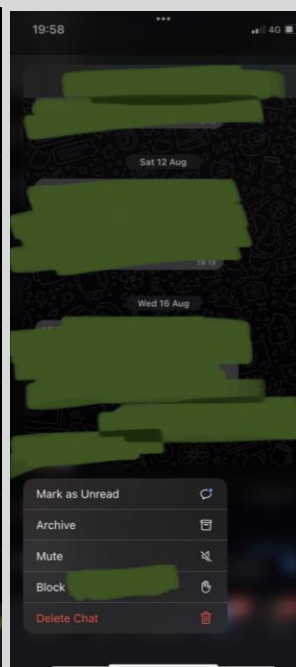 19:58
4G
Sat 12 Aug
19:19
Wed 16 Aug
Mark as Unread
Archive
Mute
Block
Delete Chat